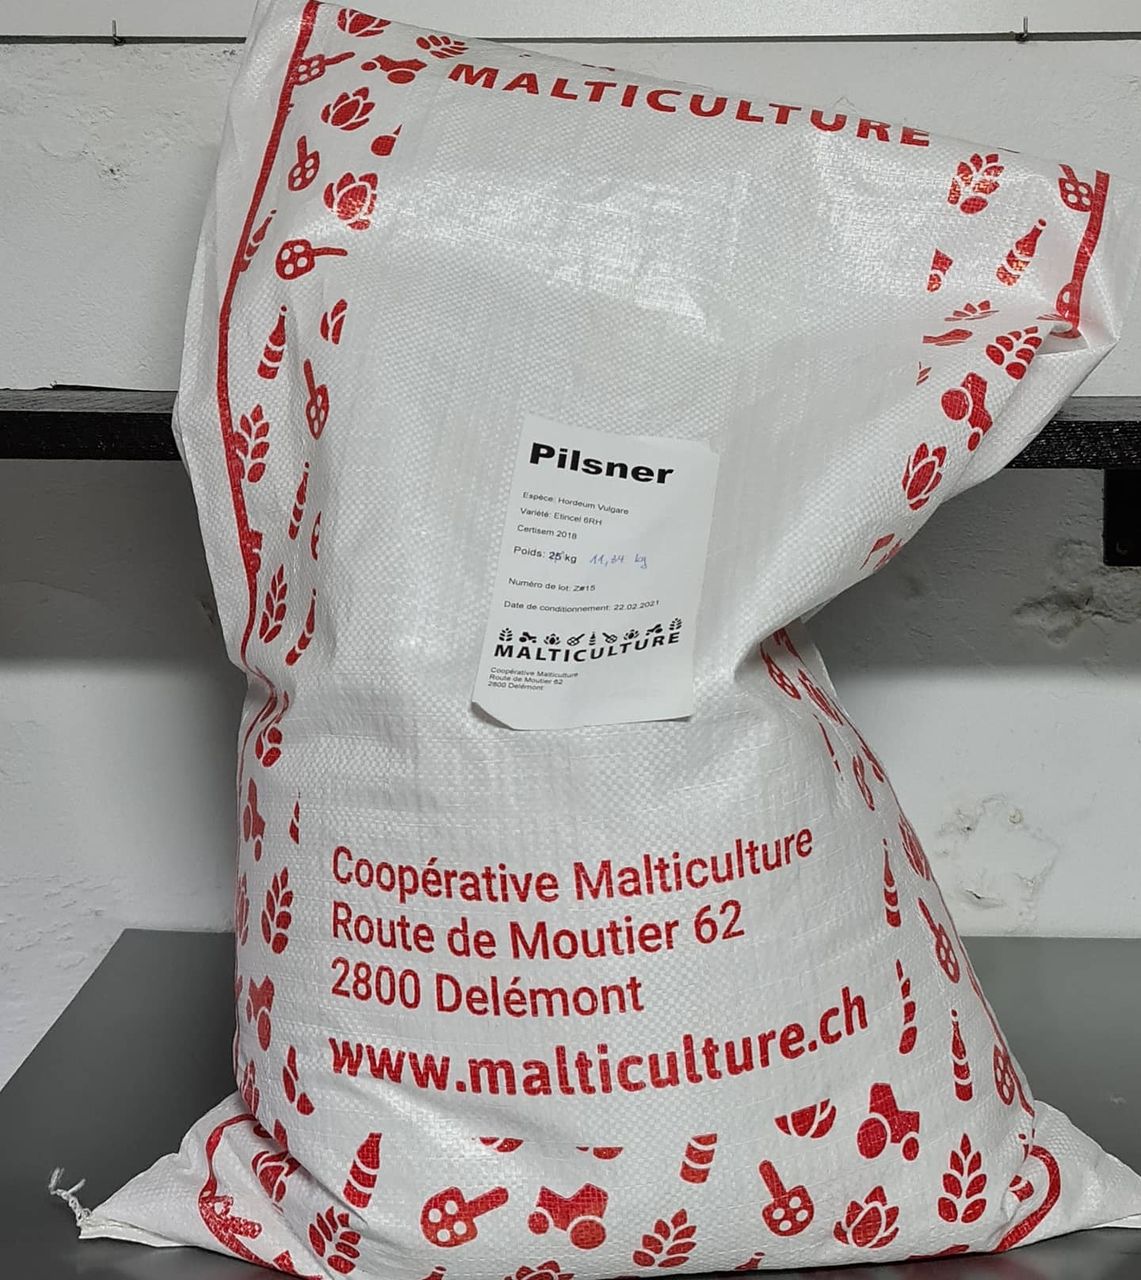 MALTICULTURE
Pilsner
Espèce: Hordeum Vulgare
Variété: Etincel 6RH
Certisem 2018
Poids: 25 kg 11,34 kg
Numéro de lot: Z#15
Date de conditionnement: 22.02.2021
MALTICULTURE
Coopérative Malticulture
Route de Moutier 62
2800 Delémont
Coopérative Malticulture
Route de Moutier 62
2800 Delémont
www.malticulture.ch